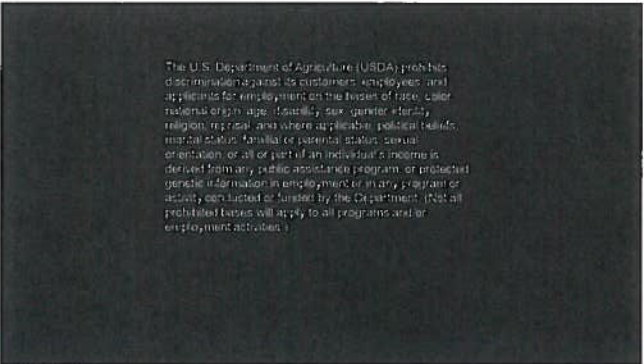 The U.S. Department of Agriculture (USDA) prohibits
discrimination against its customers, employees, and
applicants for employment on the bases of race, color,
national origin, age, disability, sex, gender identity,
religion, reprisal, and where applicable, political beliefs,
marital status, familial or parental status, sexual
orientation, or all or part of an individual's income is
derived from any public assistance program, or protected
genetic information in employment or in any program or
activity conducted or funded by the Department. (Not all
prohibited bases will apply to all programs and/or
employment activities.)